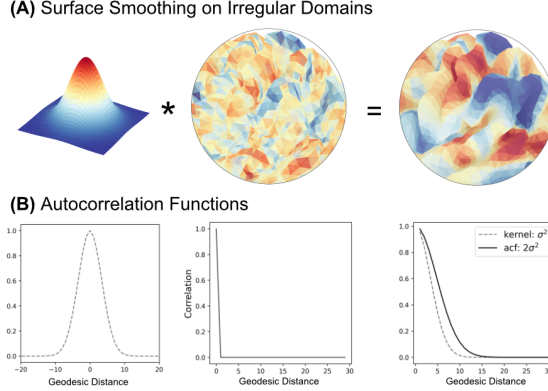 (A) Surface Smoothing on Irregular Domains
* =
(B) Autocorrelation Functions
1.0
0.8
0.6
0.4
0.2
0.0
−20 −10 0 10 20
Geodesic Distance
Correlation
1.0
0.8
0.6
0.4
0.2
0.0
0 5 10 15 20 25 30
Geodesic Distance
kernel: σ²
acf: 2σ²
1.0
0.8
0.6
0.4
0.2
0.0
0 5 10 15 20 25 30
Geodesic Distance